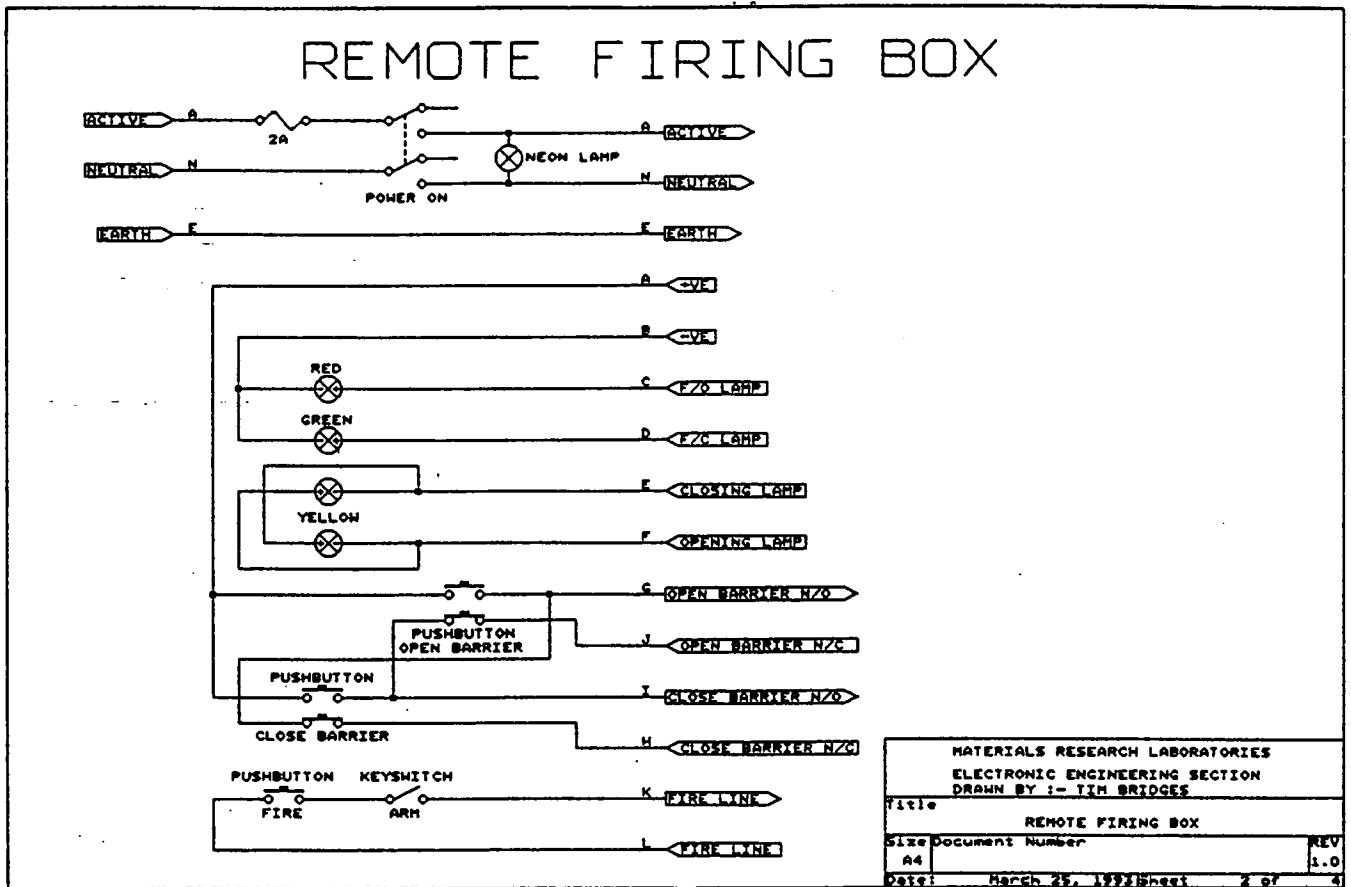 REMOTE FIRING BOX
ACTIVE A
2A
A ACTIVE
NEON LAMP
NEUTRAL N
N NEUTRAL
POWER ON
EARTH E
E EARTH
A +VE
B -VE
RED
C F/O LAMP
GREEN
D F/C LAMP
E CLOSING LAMP
YELLOW
F OPENING LAMP
G OPEN BARRIER N/O
PUSHBUTTON
OPEN BARRIER
J OPEN BARRIER N/C
PUSHBUTTON
I CLOSE BARRIER N/O
CLOSE BARRIER
H CLOSE BARRIER N/C
PUSHBUTTON KEYSWITCH
K FIRE LINE
FIRE ARM
L FIRE LINE
MATERIALS RESEARCH LABORATORIES
ELECTRONIC ENGINEERING SECTION
DRAWN BY :- TIM BRIDGES
Title
REMOTE FIRING BOX
Size Document Number REV
A4 1.0
Date: March 25, 1993 Sheet 2 of 4